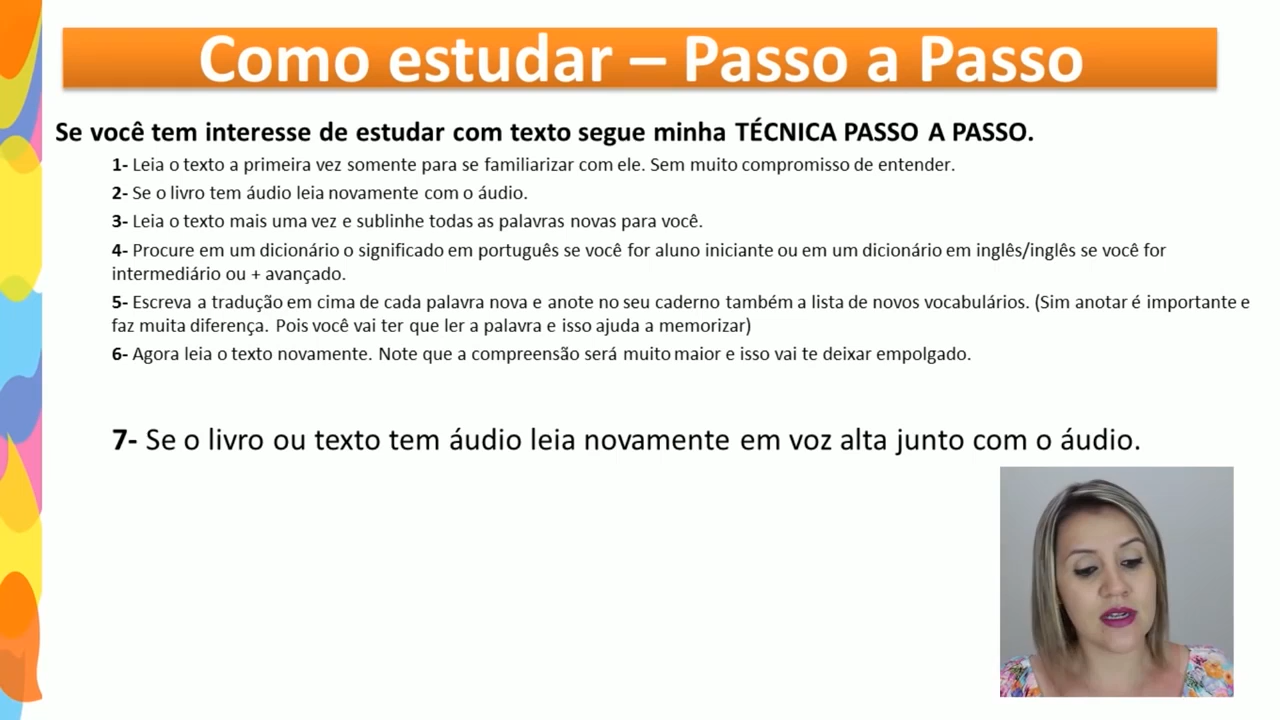 Como estudar – Passo a Passo
Se você tem interesse de estudar com texto segue minha TÉCNICA PASSO A PASSO.
1- Leia o texto a primeira vez somente para se familiarizar com ele. Sem muito compromisso de entender.
2- Se o livro tem áudio leia novamente com o áudio.
3- Leia o texto mais uma vez e sublinhe todas as palavras novas para você.
4- Procure em um dicionário o significado em português se você for aluno iniciante ou em um dicionário em inglês/inglês se você for
intermediário ou + avançado.
5- Escreva a tradução em cima de cada palavra nova e anote no seu caderno também a lista de novos vocabulários. (Sim anotar é importante e
faz muita diferença. Pois você vai ter que ler a palavra e isso ajuda a memorizar)
6- Agora leia o texto novamente. Note que a compreensão será muito maior e isso vai te deixar empolgado.
7- Se o livro ou texto tem áudio leia novamente em voz alta junto com o áudio.